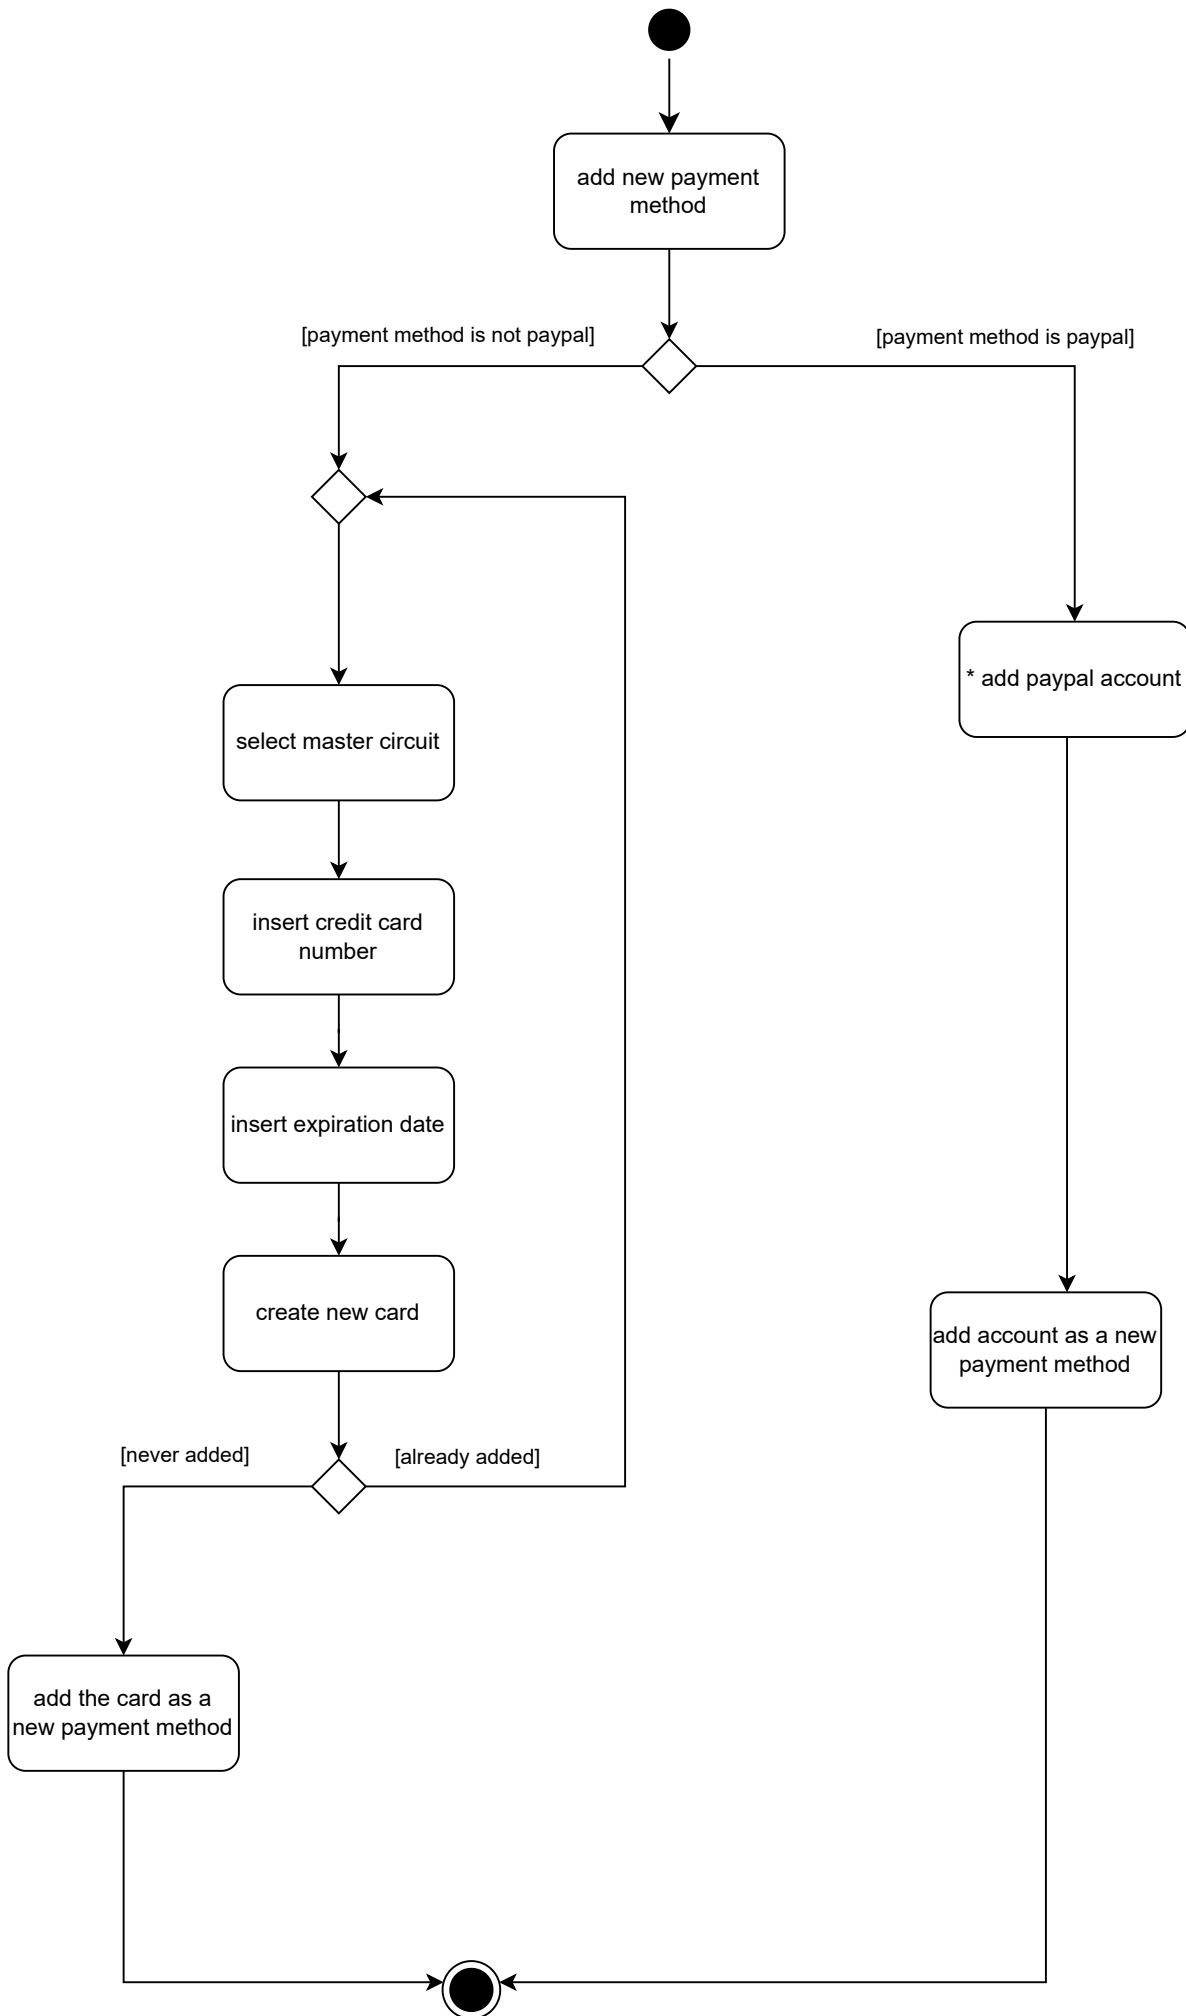 add new payment
method
[payment method is not paypal]
[payment method is paypal]
* add paypal account
select master circuit
insert credit card
number
insert expiration date
create new card
add account as a new
payment method
[never added]
[already added]
add the card as a
new payment method